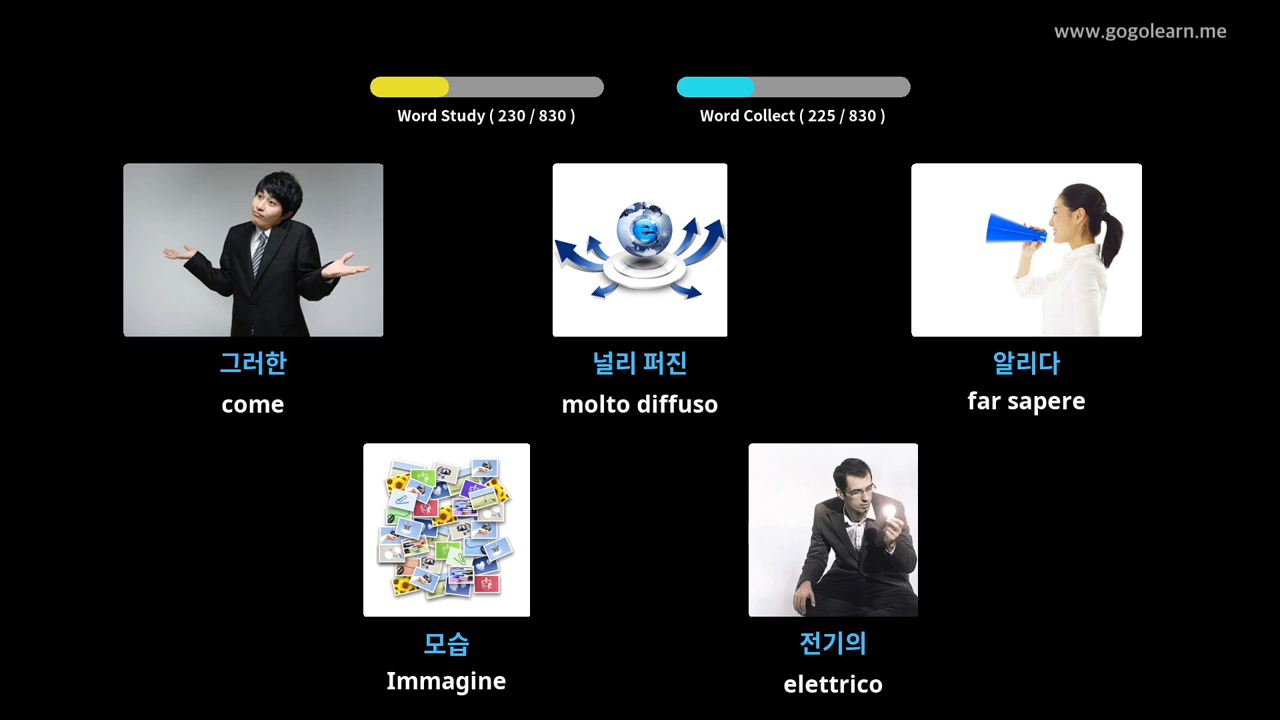 www.gogolearn.me
Word Study ( 230 / 830 )
Word Collect ( 225 / 830 )
그러한
come
널리 퍼진
molto diffuso
알리다
far sapere
모습
Immagine
전기의
elettrico